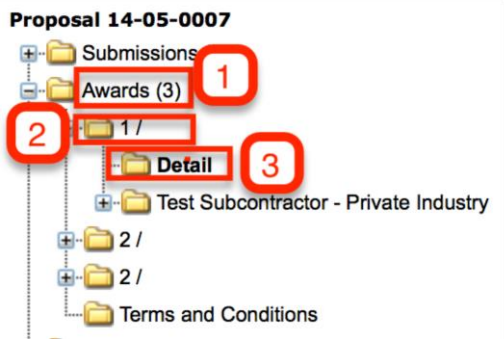 Proposal 14-05-0007
Submissions
Awards (3)
1
2
1 /
Detail
3
Test Subcontractor - Private Industry
2 /
2 /
Terms and Conditions